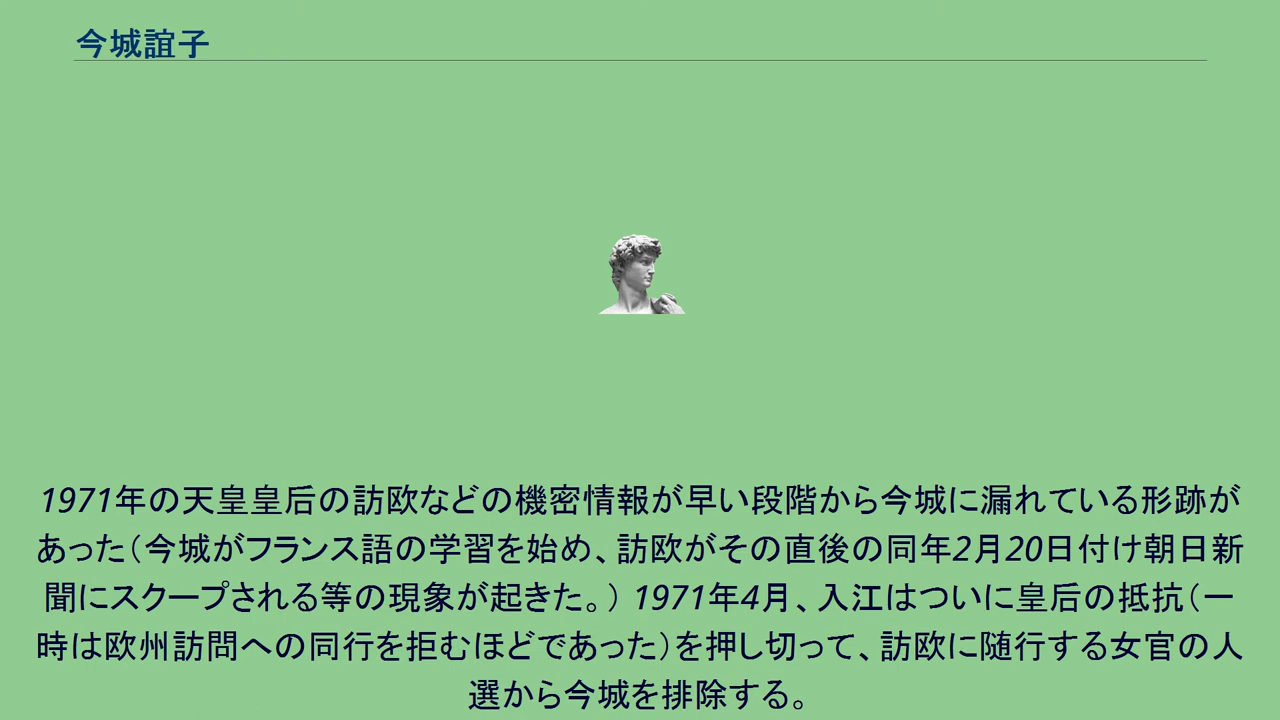 今城誼子
1971年の天皇皇后の訪欧などの機密情報が早い段階から今城に漏れている形跡が
あった（今城がフランス語の学習を始め、訪欧がその直後の同年2月20日付け朝日新
聞にスクープされる等の現象が起きた。） 1971年4月、入江はついに皇后の抵抗（一
時は欧州訪問への同行を拒むほどであった）を押し切って、訪欧に随行する女官の人
選から今城を排除する。